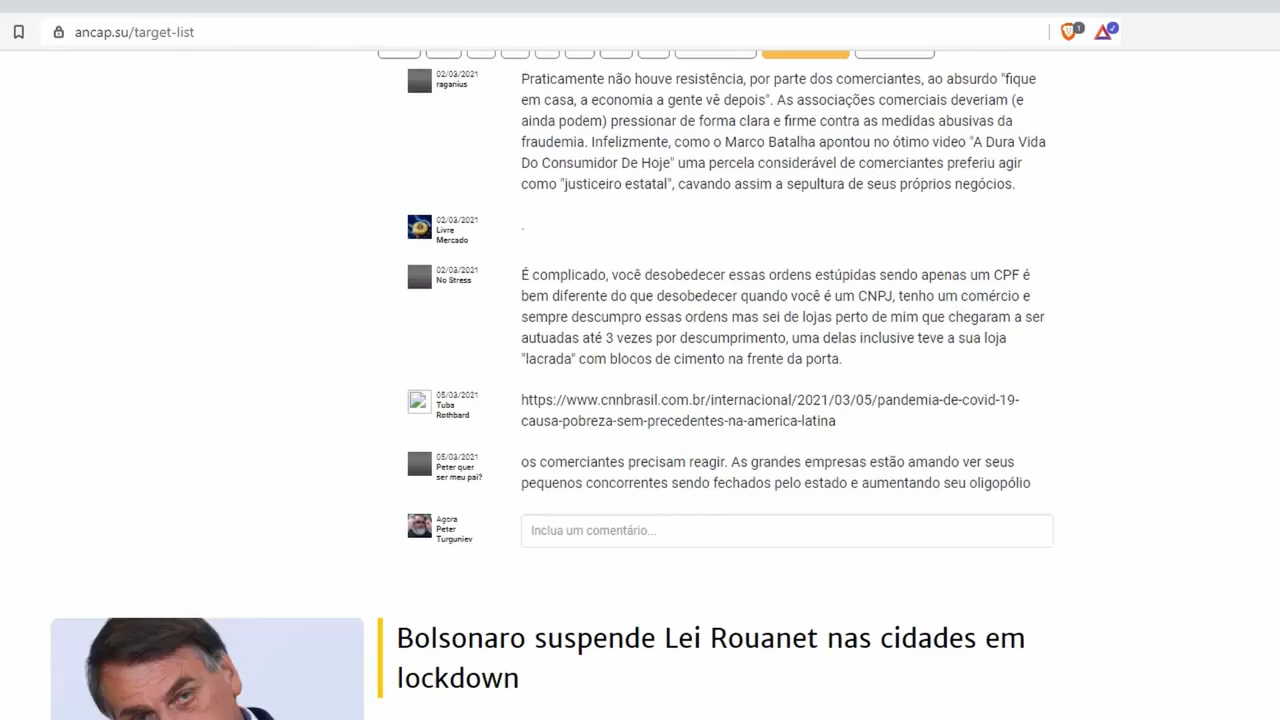 ancap.su/target-list
1
02/03/2021
raganius
Praticamente não houve resistência, por parte dos comerciantes, ao absurdo "fique
em casa, a economia a gente vê depois". As associações comerciais deveriam (e
ainda podem) pressionar de forma clara e firme contra as medidas abusivas da
fraudemia. Infelizmente, como o Marco Batalha apontou no ótimo video "A Dura Vida
Do Consumidor De Hoje" uma percela considerável de comerciantes preferiu agir
como "justiceiro estatal", cavando assim a sepultura de seus próprios negócios.
02/03/2021
Livre
Mercado
.
02/03/2021
No Stress
É complicado, você desobedecer essas ordens estúpidas sendo apenas um CPF é
bem diferente do que desobedecer quando você é um CNPJ, tenho um comércio e
sempre descumpro essas ordens mas sei de lojas perto de mim que chegaram a ser
autuadas até 3 vezes por descumprimento, uma delas inclusive teve a sua loja
"lacrada" com blocos de cimento na frente da porta.
05/03/2021
Tuba
Rothbard
https://www.cnnbrasil.com.br/internacional/2021/03/05/pandemia-de-covid-19-
causa-pobreza-sem-precedentes-na-america-latina
05/03/2021
Peter quer
ser meu pai?
os comerciantes precisam reagir. As grandes empresas estão amando ver seus
pequenos concorrentes sendo fechados pelo estado e aumentando seu oligopólio
Agora
Peter
Turguniev
Inclua um comentário...
Bolsonaro suspende Lei Rouanet nas cidades em
lockdown